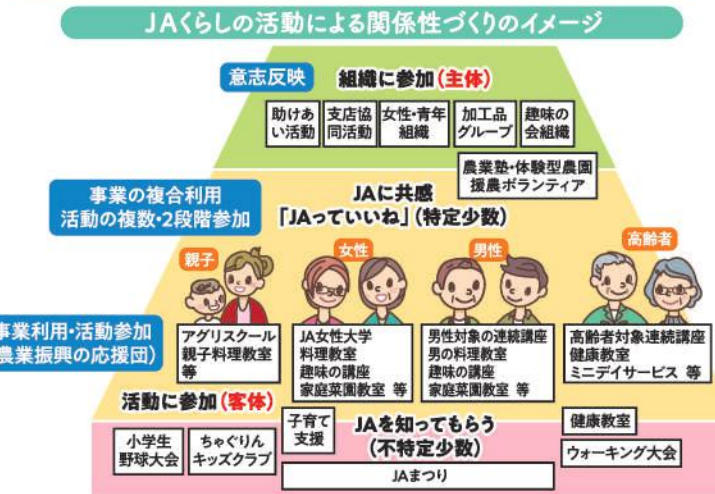 JAくらしの活動による関係性づくりのイメージ
意志反映
組織に参加(主体)
助けあ
い活動
支店協
同活動
女性・青年
組織
加工品
グループ
趣味の
会組織
農業塾・体験型農園
援農ボランティア
事業の複合利用
活動の複数・2段階参加
JAに共感
「JAっていいね」(特定少数)
親子
女性
男性
高齢者
事業利用・活動参加
農業振興の応援団)
アグリスクール
親子料理教室
等
JA女性大学
料理教室
趣味の講座
家庭菜園教室 等
男性対象の連続講座
男の料理教室
趣味の講座
家庭菜園教室 等
高齢者対象連続講座
健康教室
ミニデイサービス 等
活動に参加(客体)
子育て
支援
JAを知ってもらう
(不特定少数)
健康教室
小学生
野球大会
ちゃぐりん
キッズクラブ
ウォーキング大会
JAまつり